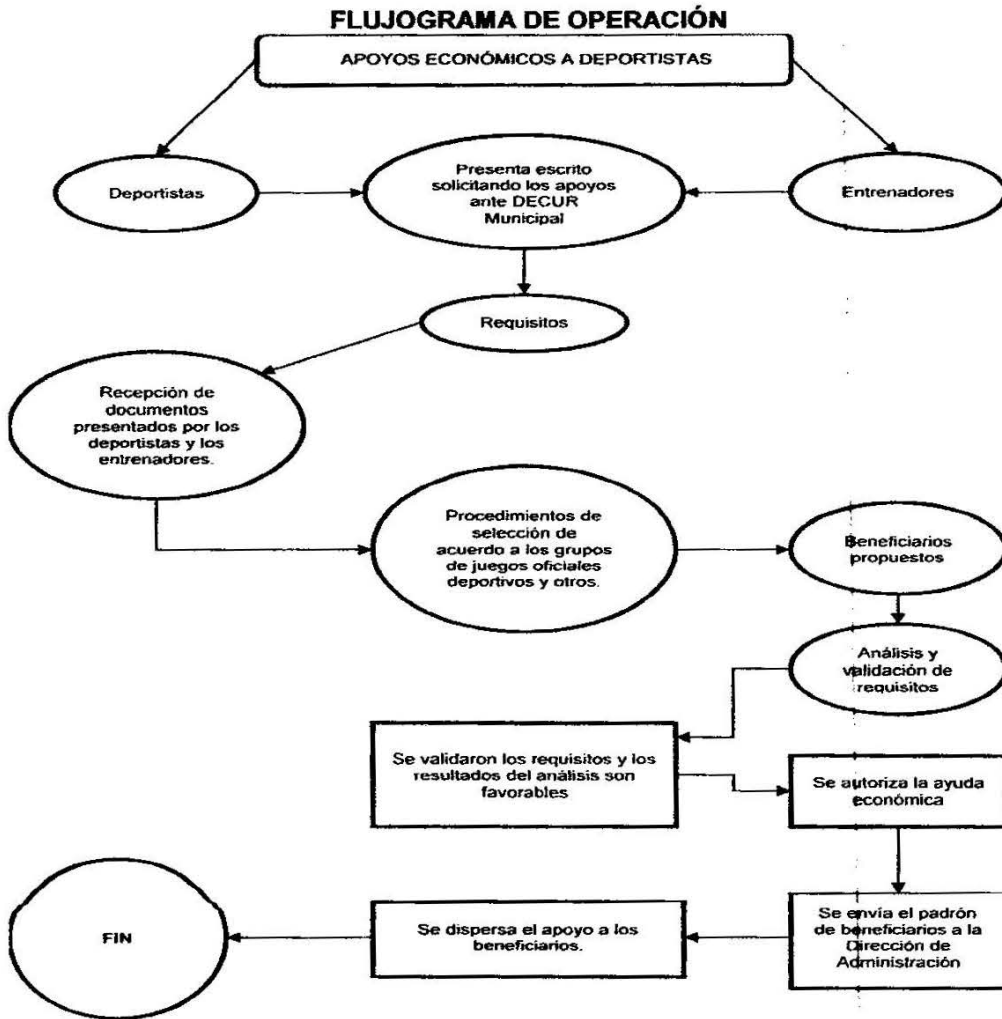 FLUJOGRAMA DE OPERACIÓN
APOYOS ECONÓMICOS A DEPORTISTAS
Deportistas
Presenta escrito
solicitando los apoyos
ante DECUR
Municipal
Entrenadores
Requisitos
Recepción de
documentos
presentados por los
deportistas y los
entrenadores.
Procedimientos de
selección de
acuerdo a los grupos
de juegos oficiales
deportivos y otros.
Beneficiarios
propuestos
Análisis y
validación de
requisitos
Se validaron los requisitos y los
resultados del análisis son
favorables
Se autoriza la ayuda
económica
Se envía el padrón
de beneficiarios a la
Dirección de
Administración
Se dispersa el apoyo a los
beneficiarios.
FIN